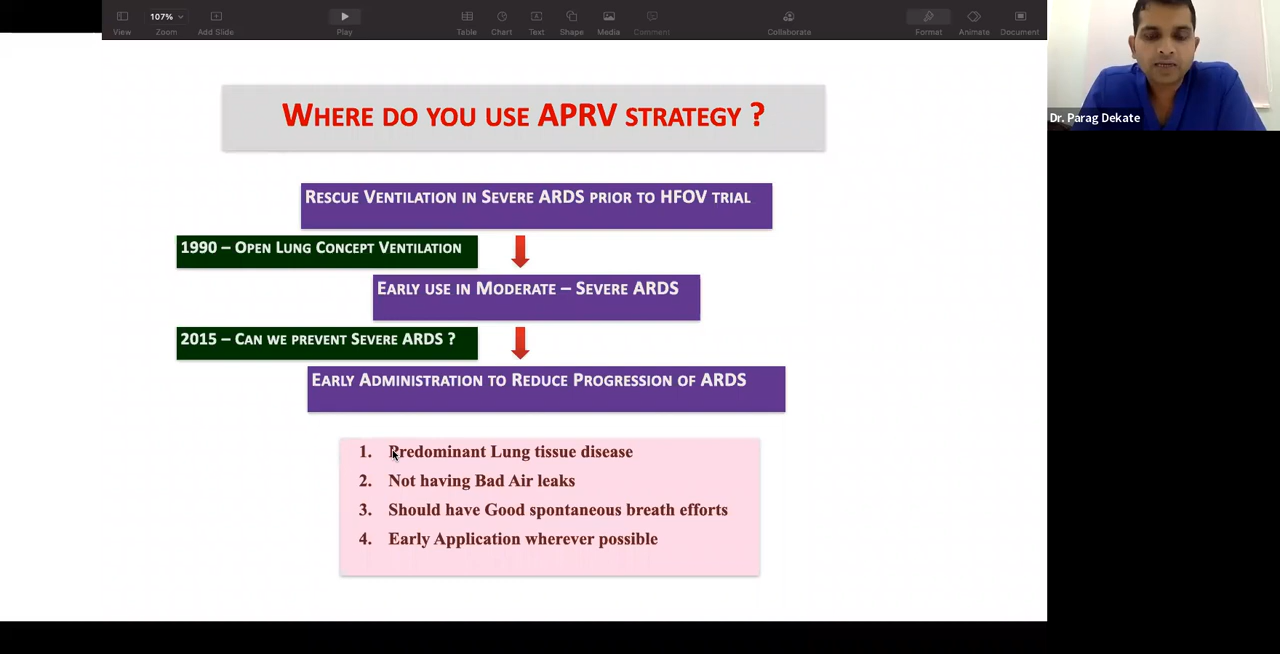 107%
View
Zoom
Add Slide
Play
Table
Chart
Text
Shape
Media
Comment
Collaborate
Format
Animate
Document
Dr. Parag Dekate
WHERE DO YOU USE APRV STRATEGY ?
RESCUE VENTILATION IN SEVERE ARDS PRIOR TO HFOV TRIAL
1990 – OPEN LUNG CONCEPT VENTILATION
EARLY USE IN MODERATE – SEVERE ARDS
2015 – CAN WE PREVENT SEVERE ARDS ?
EARLY ADMINISTRATION TO REDUCE PROGRESSION OF ARDS
1. Predominant Lung tissue disease
2. Not having Bad Air leaks
3. Should have Good spontaneous breath efforts
4. Early Application wherever possible